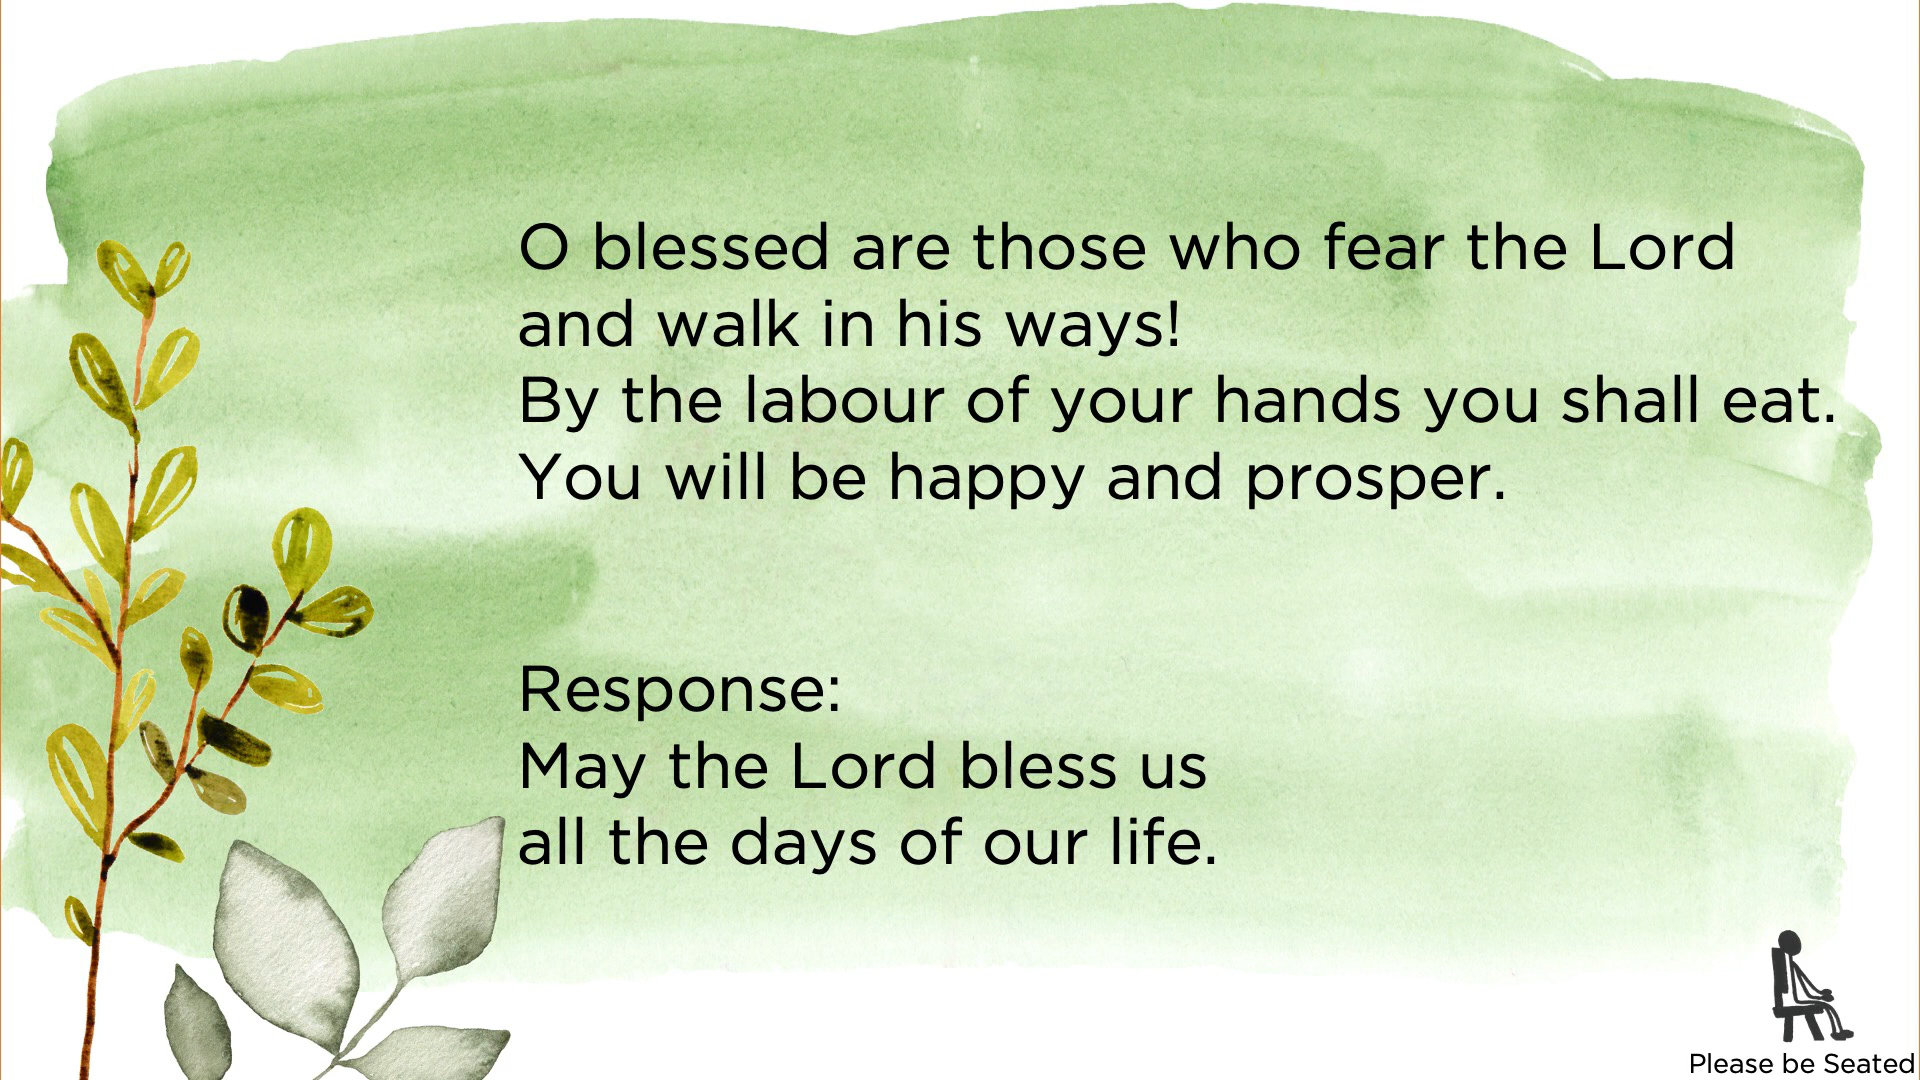 O blessed are those who fear the Lord
and walk in his ways!
By the labour of your hands you shall eat.
You will be happy and prosper.
Response:
May the Lord bless us
all the days of our life.
Please be Seated